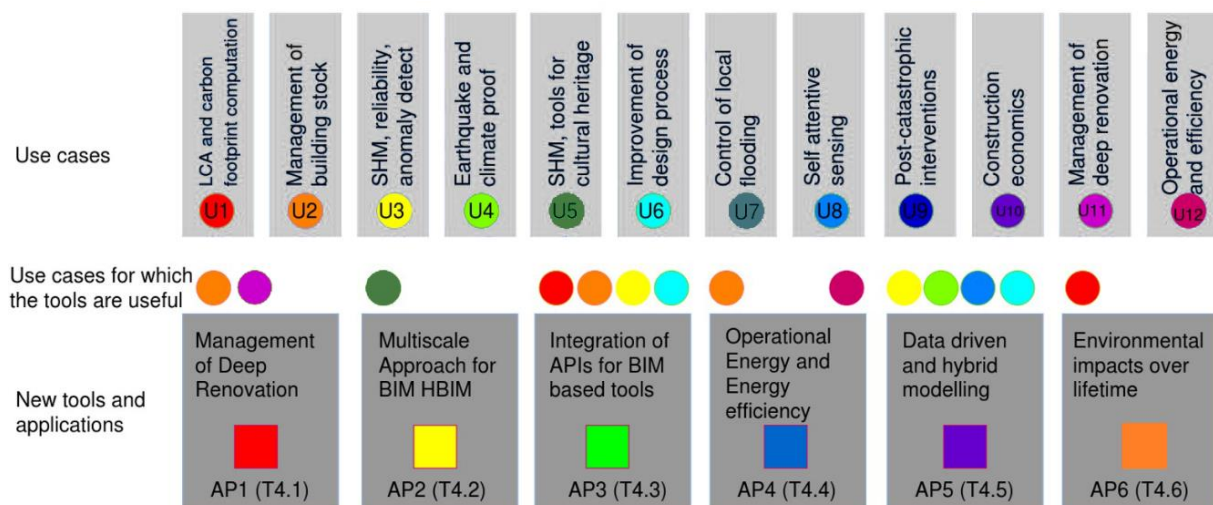 Use cases
LCA and carbon
footprint computation
U1
Management of
building stock
U2
SHM, reliability,
anomaly detect
U3
Earthquake and
climate proof
U4
SHM, tools for
cultural heritage
U5
Improvement of
design process
U6
Control of local
flooding
U7
Self attentive
sensing
U8
Post-catastrophic
interventions
U9
Construction
economics
U10
Management of
deep renovation
U11
Operational energy
and efficiency
U12
Use cases for which
the tools are useful
New tools and
applications
Management
of Deep
Renovation
AP1 (T4.1)
Multiscale
Approach for
BIM HBIM
AP2 (T4.2)
Integration of
APIs for BIM
based tools
AP3 (T4.3)
Operational
Energy and
Energy
efficiency
AP4 (T4.4)
Data driven
and hybrid
modelling
AP5 (T4.5)
Environmental
impacts over
lifetime
AP6 (T4.6)